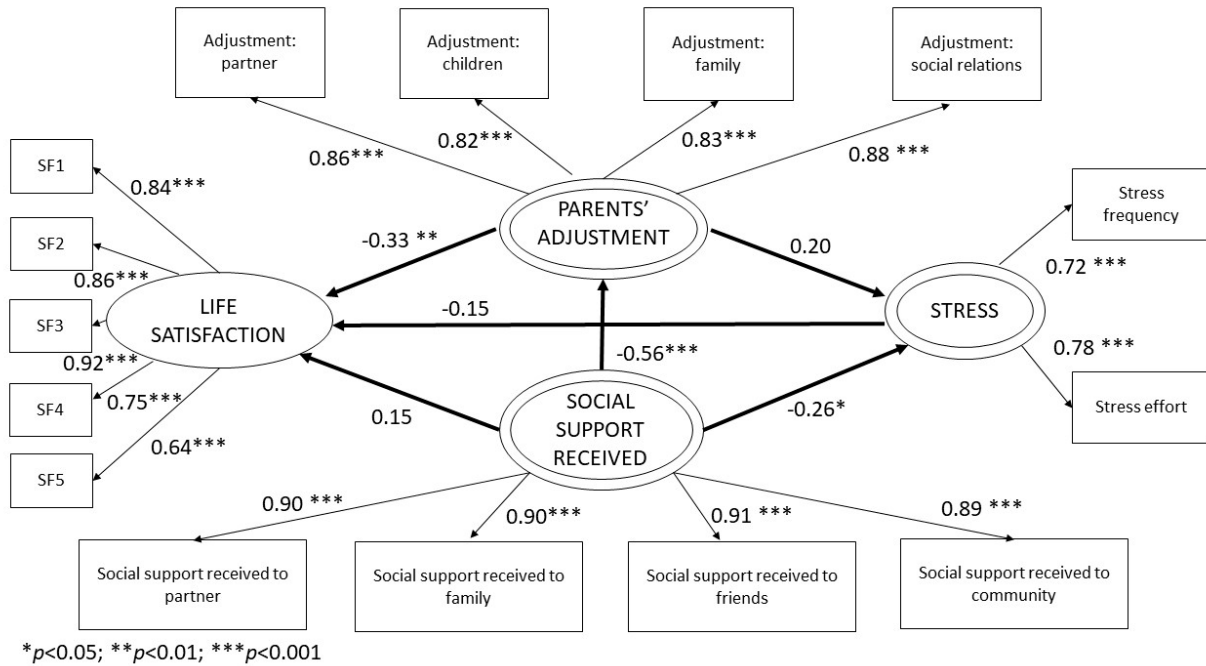 Adjustment:
partner
Adjustment:
children
Adjustment:
family
Adjustment:
social relations
0.86***
0.82***
0.83***
0.88 ***
SF1
0.84***
SF2
0.86***
SF3
0.92***
SF4
0.75***
SF5
0.64***
PARENTS’
ADJUSTMENT
-0.33 **
0.20
Stress
frequency
0.72 ***
LIFE
SATISFACTION
-0.15
STRESS
-0.56***
0.78 ***
Stress effort
0.15
SOCIAL
SUPPORT
RECEIVED
-0.26*
0.90 ***
0.90***
0.91 ***
0.89 ***
Social support received to
partner
Social support received to
family
Social support received to
friends
Social support received to
community
*p<0.05; **p<0.01; ***p<0.001